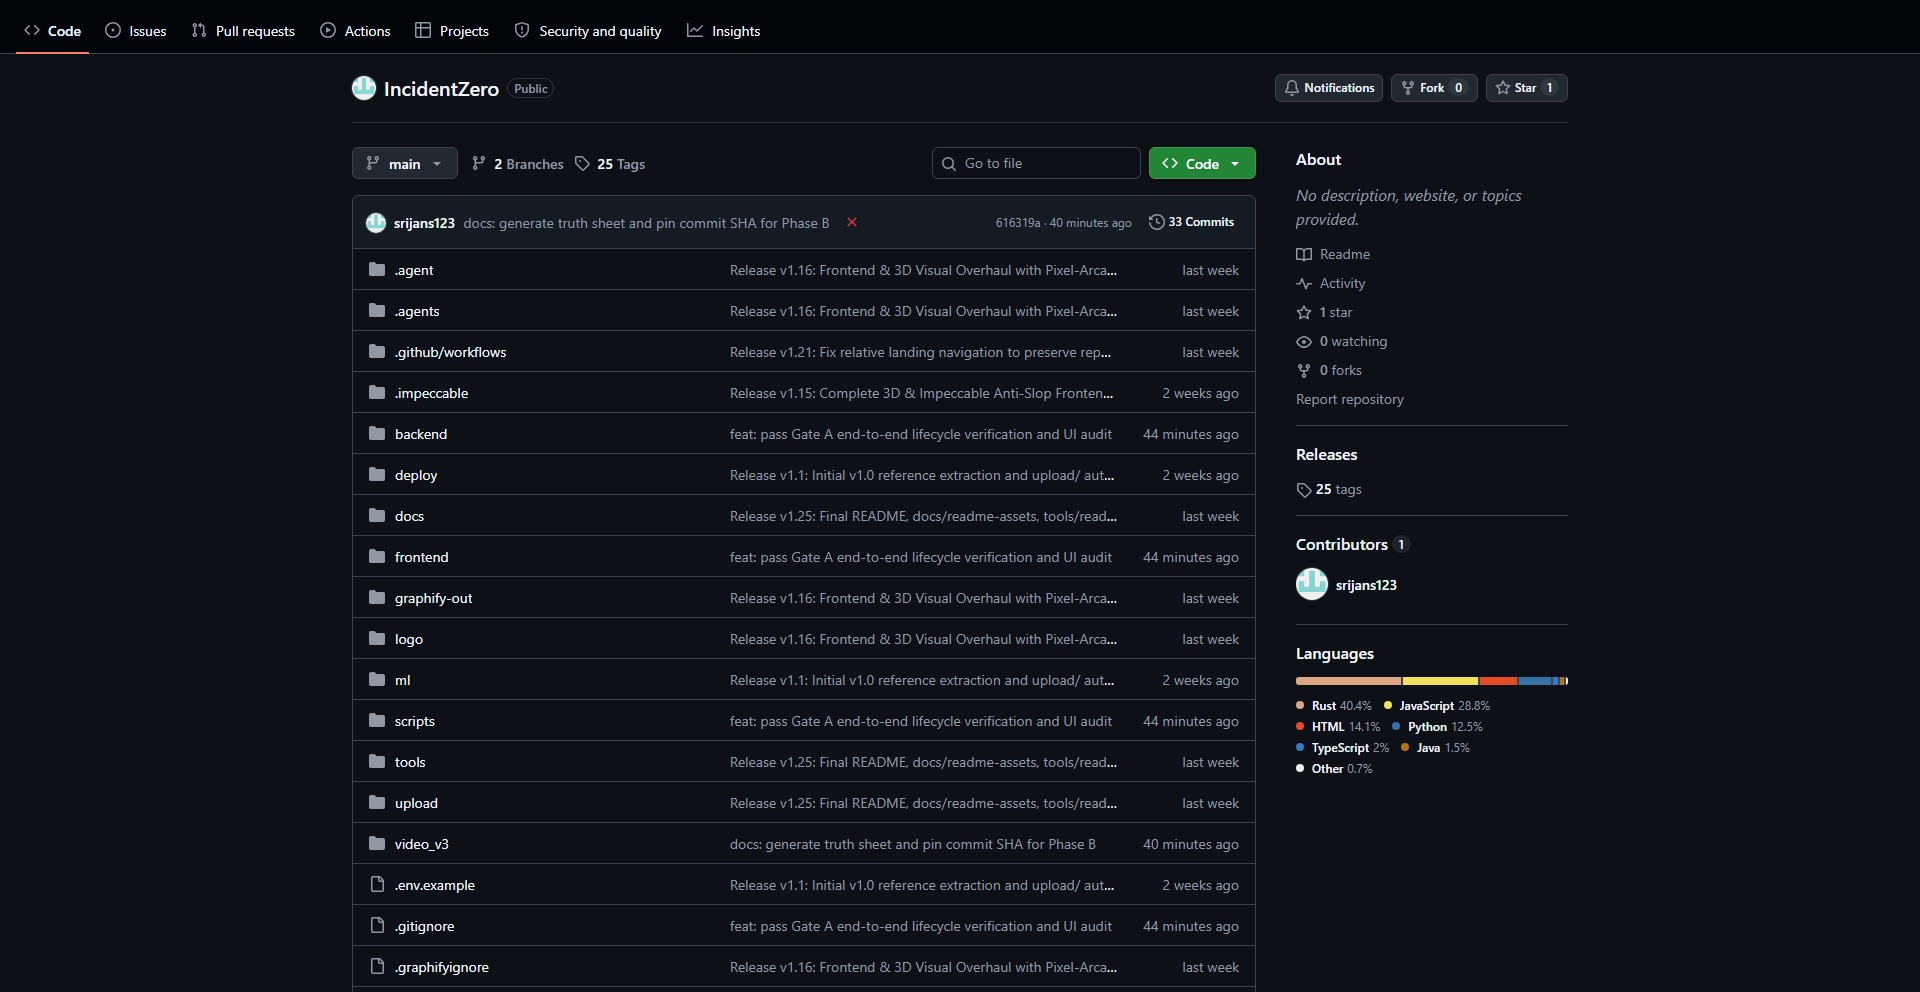 Code Issues Pull requests Actions Projects Security and quality Insights
IncidentZero Public Notifications Fork 0 Star 1
main 2 Branches 25 Tags Go to file Code
srijans123 docs: generate truth sheet and pin commit SHA for Phase B 616319a · 40 minutes ago 33 Commits
.agent Release v1.16: Frontend & 3D Visual Overhaul with Pixel-Arca... last week
.agents Release v1.16: Frontend & 3D Visual Overhaul with Pixel-Arca... last week
.github/workflows Release v1.21: Fix relative landing navigation to preserve rep... last week
.impeccable Release v1.15: Complete 3D & Impeccable Anti-Slop Fronten... 2 weeks ago
backend feat: pass Gate A end-to-end lifecycle verification and UI audit 44 minutes ago
deploy Release v1.1: Initial v1.0 reference extraction and upload/ aut... 2 weeks ago
docs Release v1.25: Final README, docs/readme-assets, tools/read... last week
frontend feat: pass Gate A end-to-end lifecycle verification and UI audit 44 minutes ago
graphify-out Release v1.16: Frontend & 3D Visual Overhaul with Pixel-Arca... last week
logo Release v1.16: Frontend & 3D Visual Overhaul with Pixel-Arca... last week
ml Release v1.1: Initial v1.0 reference extraction and upload/ aut... 2 weeks ago
scripts feat: pass Gate A end-to-end lifecycle verification and UI audit 44 minutes ago
tools Release v1.25: Final README, docs/readme-assets, tools/read... last week
upload Release v1.25: Final README, docs/readme-assets, tools/read... last week
video_v3 docs: generate truth sheet and pin commit SHA for Phase B 40 minutes ago
.env.example Release v1.1: Initial v1.0 reference extraction and upload/ aut... 2 weeks ago
.gitignore feat: pass Gate A end-to-end lifecycle verification and UI audit 44 minutes ago
.graphifyignore Release v1.16: Frontend & 3D Visual Overhaul with Pixel-Arca... last week
About
No description, website, or topics
provided.
Readme
Activity
1 star
0 watching
0 forks
Report repository
Releases
25 tags
Contributors 1
srijans123
Languages
Rust 40.4% JavaScript 28.8%
HTML 14.1% Python 12.5%
TypeScript 2% Java 1.5%
Other 0.7%